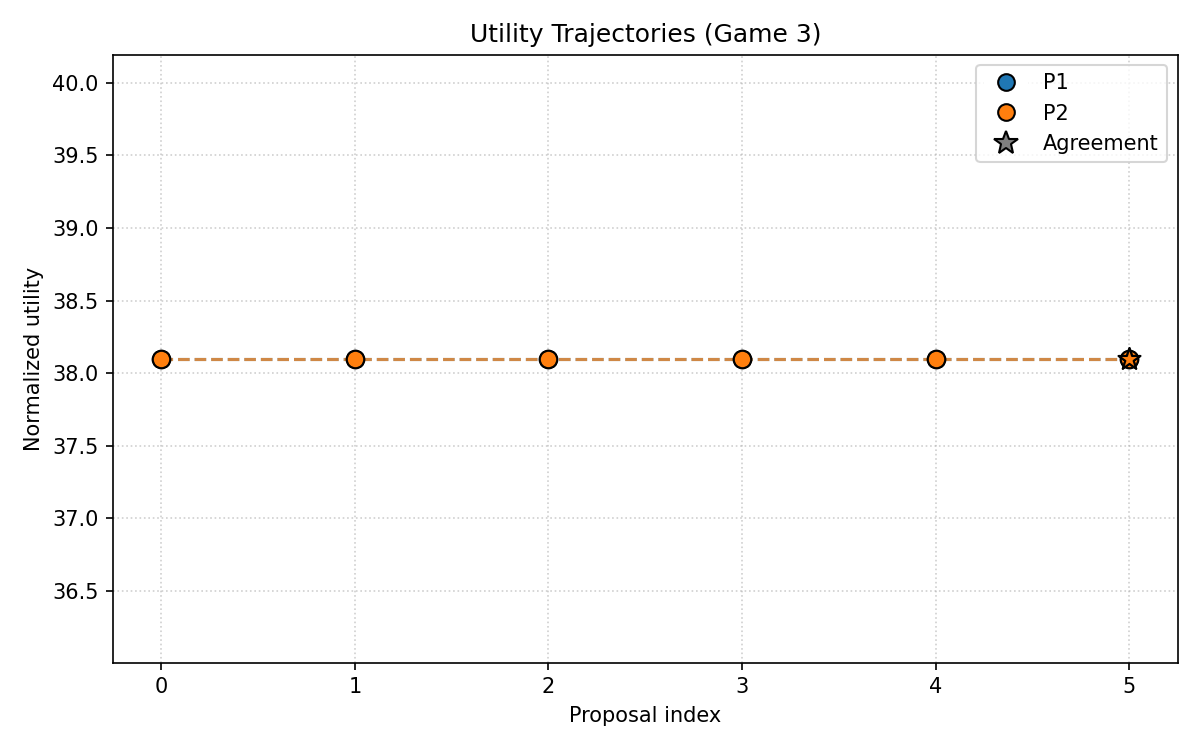 Utility Trajectories (Game 3)
P1
P2
Agreement
Normalized utility
40.0
39.5
39.0
38.5
38.0
37.5
37.0
36.5
0 1 2 3 4 5
Proposal index